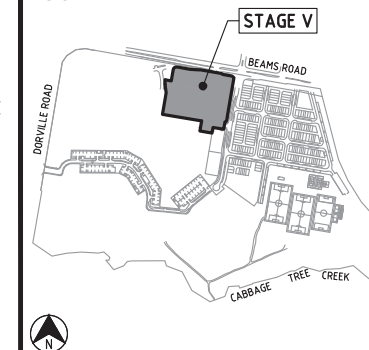 STAGE V
BEAMS ROAD
DORVILLE ROAD
CABBAGE TREE CREEK
N